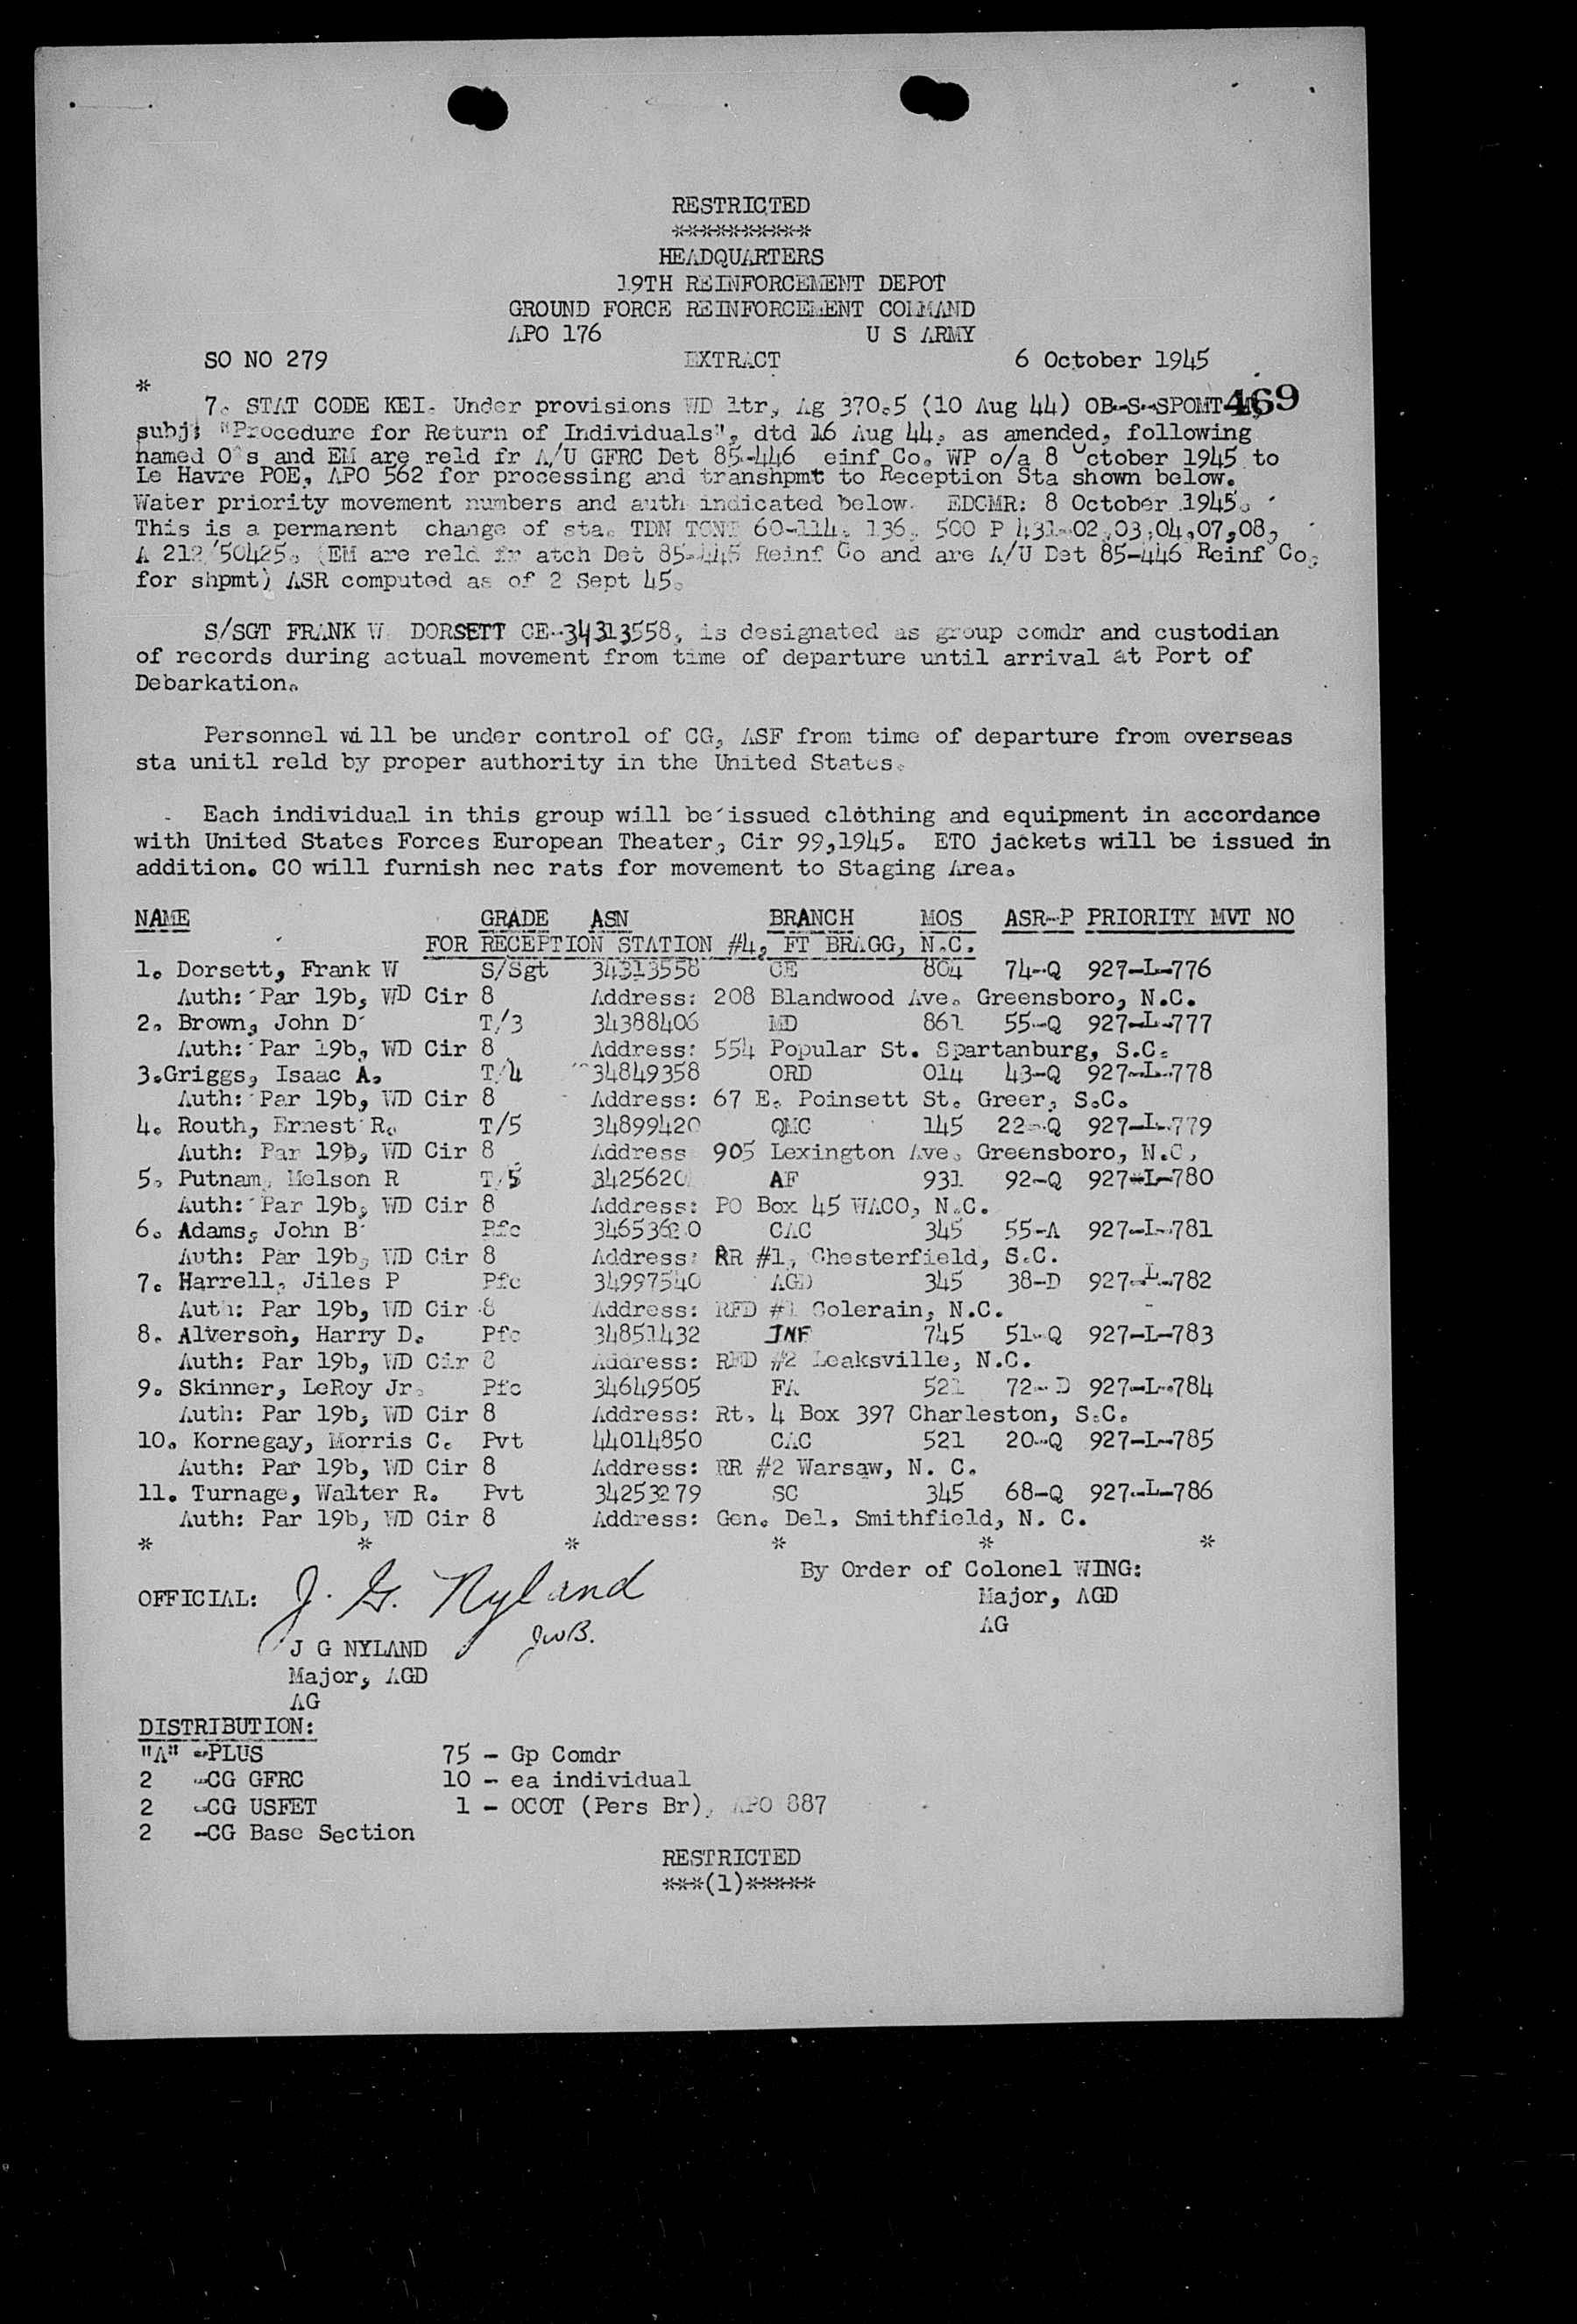 RESTRICTED
***********
HEADQUARTERS
19TH REINFORCEMENT DEPOT
GROUND FORCE REINFORCEMENT COMMAND
APO 176 U S ARMY
SO NO 279 EXTRACT 6 October 1945
*
469
7. STAT CODE KEI. Under provisions WD ltr, Ag 370.5 (10 Aug 44) OB-S-SPOMT
subj: "Procedure for Return of Individuals", dtd 16 Aug 44, as amended, following
named O's and EM are reld fr A/U GFRC Det 85-446 einf Co. WP o/a 8 October 1945 to
Le Havre POE, APO 562 for processing and transhpmt to Reception Sta shown below.
Water priority movement numbers and auth indicated below. EDCMR: 8 October 1945.
This is a permanent change of sta. TDN TCNT 60-114, 136, 500 P 431-02,03,04,07,08,
A 212/50425. (EM are reld fr atch Det 85-445 Reinf Co and are A/U Det 85-446 Reinf Co,
for shpmt) ASR computed as of 2 Sept 45.
S/SGT FRANK W DORSETT CE-34313558, is designated as group comdr and custodian
of records during actual movement from time of departure until arrival at Port of
Debarkation.
Personnel will be under control of CG, ASF from time of departure from overseas
sta unitl reld by proper authority in the United States.
Each individual in this group will be issued clothing and equipment in accordance
with United States Forces European Theater, Cir 99,1945. ETO jackets will be issued in
addition. CO will furnish nec rats for movement to Staging Area.
NAME GRADE ASN BRANCH MOS ASR-P PRIORITY MVT NO
FOR RECEPTION STATION #4, FT BRAGG, N.C.
1. Dorsett, Frank W S/Sgt 34313558 CE 804 74-Q 927-L-776
Auth: Par 19b, WD Cir 8 Address: 208 Blandwood Ave. Greensboro, N.C.
2. Brown, John D T/3 34388406 MD 861 55-Q 927-L-777
Auth: Par 19b, WD Cir 8 Address: 554 Popular St. Spartanburg, S.C.
3.Griggs, Isaac A. T/4 34849358 ORD 014 43-Q 927-L-778
Auth: Par 19b, WD Cir 8 Address: 67 E. Poinsett St. Greer, S.C.
4. Routh, Ernest R. T/5 34899420 QMC 145 22-Q 927-L-779
Auth: Par 19b, WD Cir 8 Address 905 Lexington Ave. Greensboro, N.C.
5. Putnam, Melson R T/5 3425620 AF 931 92-Q 927-L-780
Auth: Par 19b, WD Cir 8 Address: PO Box 45 WACO, N.C.
6. Adams, John B Pfc 34653620 CAC 345 55-A 927-L-781
Auth: Par 19b, WD Cir 8 Address: RR #1, Chesterfield, S.C.
7. Harrell, Jiles P Pfc 34997540 AGD 345 38-D 927-L-782
Auth: Par 19b, WD Cir 8 Address: RFD #1 Colerain, N.C.
8. Alverson, Harry D. Pfc 34851432 INF 745 51-Q 927-L-783
Auth: Par 19b, WD Cir 8 Address: RFD #2 Leaksville, N.C.
9. Skinner, LeRoy Jr. Pfc 34649505 FA 521 72-D 927-L-784
Auth: Par 19b, WD Cir 8 Address: Rt. 4 Box 397 Charleston, S.C.
10. Kornegay, Morris C. Pvt 44014850 CAC 521 20-Q 927-L-785
Auth: Par 19b, WD Cir 8 Address: RR #2 Warsaw, N. C.
11. Turnage, Walter R. Pvt 34253279 SC 345 68-Q 927-L-786
Auth: Par 19b, WD Cir 8 Address: Gen. Del. Smithfield, N. C.
* * * * * *
By Order of Colonel WING:
OFFICIAL: J. G. Nyland Major, AGD
AG
JWB.
J G NYLAND
Major, AGD
AG
DISTRIBUTION:
"A" -PLUS 75 - Gp Comdr
2 -CG GFRC 10 - ea individual
2 -CG USFET 1 - OCOT (Pers Br), APO 887
2 -CG Base Section
RESTRICTED
***(1)*****